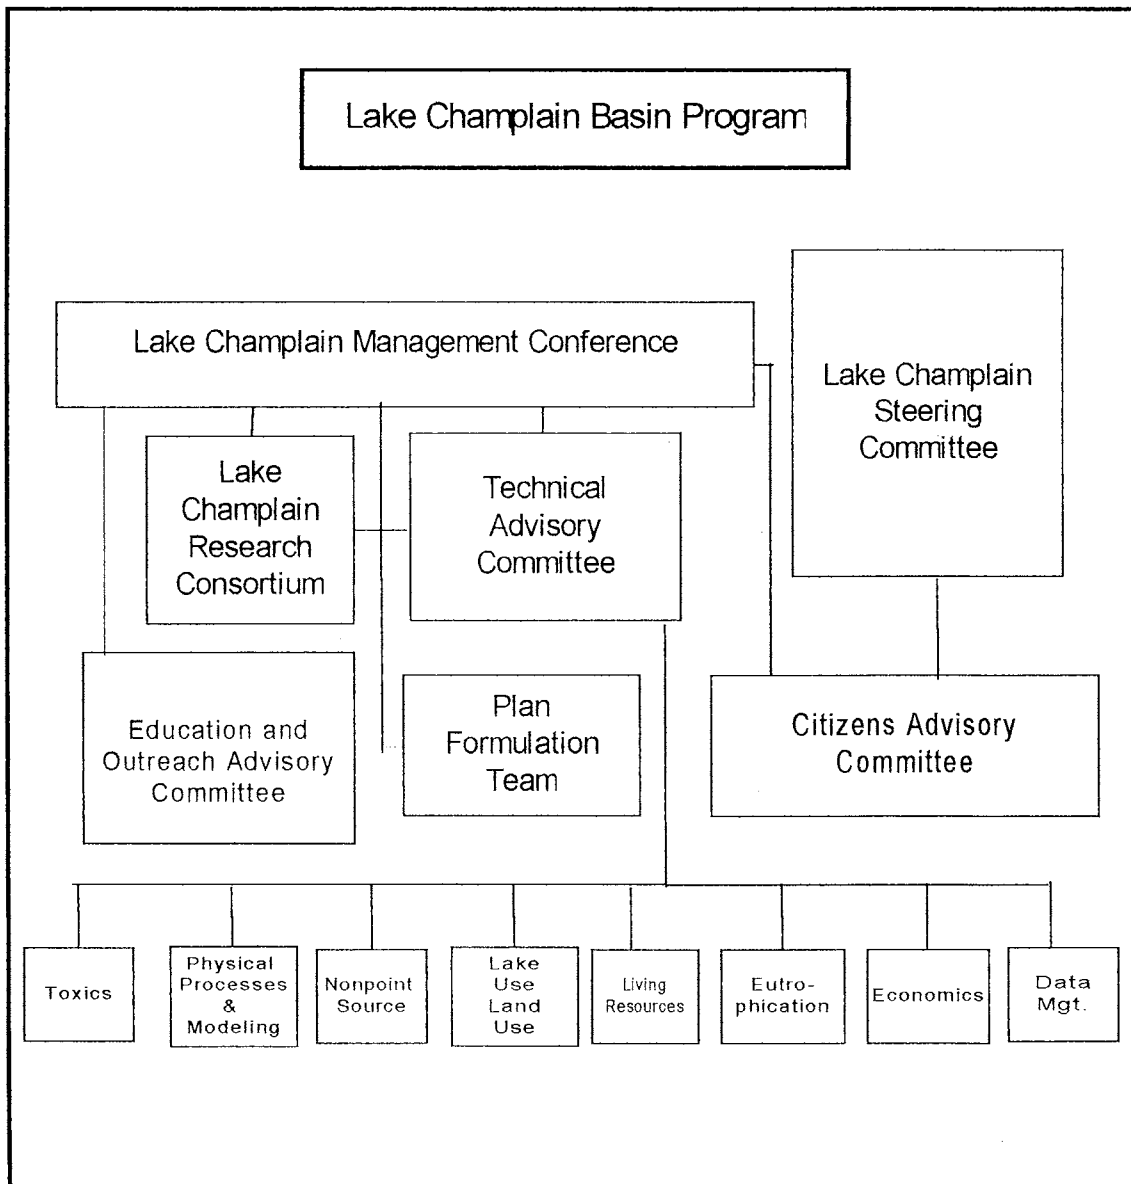 Lake Champlain Basin Program
Lake Champlain Management Conference
Lake Champlain
Steering
Committee
Lake
Champlain
Research
Consortium
Technical
Advisory
Committee
Education and
Outreach Advisory
Committee
Plan
Formulation
Team
Citizens Advisory
Committee
Toxics
Physical
Processes
&
Modeling
Nonpoint
Source
Lake
Use
Land
Use
Living
Resources
Eutro-
phication
Economics
Data
Mgt.